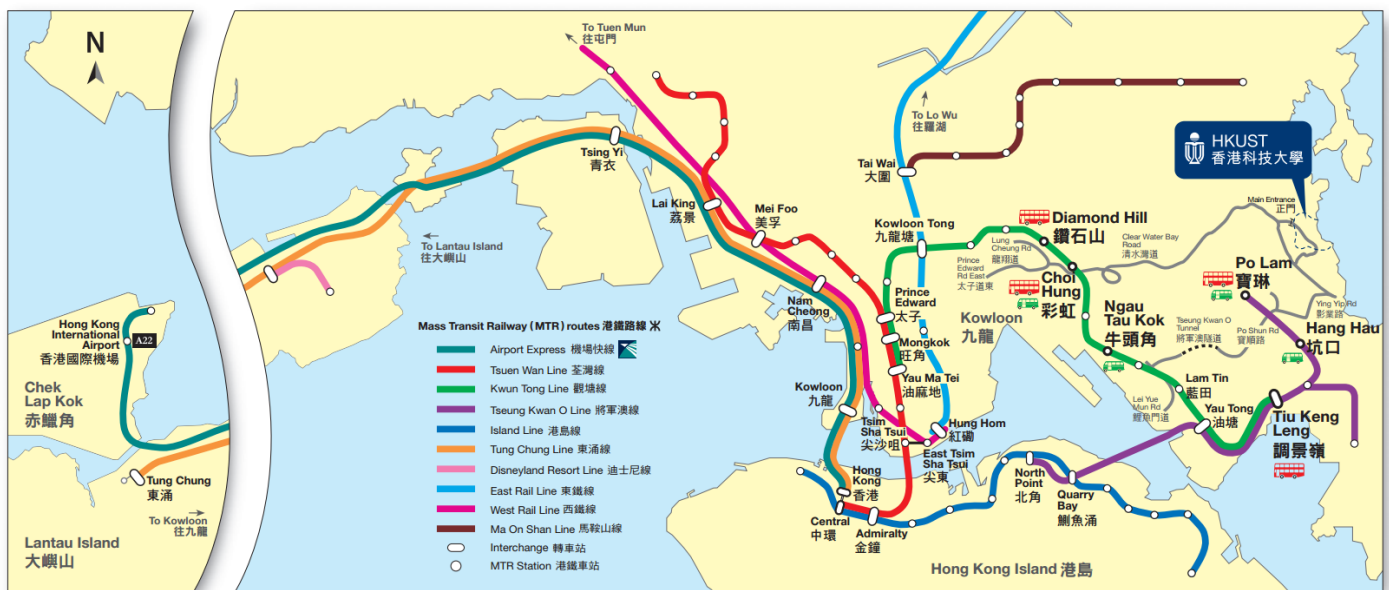 N
To Tuen Mun
往屯門
To Lo Wu
往羅湖
HKUST
香港科技大學
Tsing Yi
青衣
Tai Wai
大圍
Main Entrance
正門
Lai King
荔景
Mei Foo
美孚
Kowloon Tong
九龍塘
Diamond Hill
鑽石山
Lung
Cheung Rd
龍翔道
Clear Water Bay
Road
清水灣道
To Lantau Island
往大嶼山
Prince
Edward
Rd East
太子道東
Choi
Hung
彩虹
Po Lam
寶琳
Nam
Cheong
南昌
Prince
Edward
太子
Kowloon
九龍
Ngau
Tau Kok
牛頭角
Tseung Kwan O
Tunnel
將軍澳隧道
Po Shun Rd
寶順路
Ying Yip Rd
影業路
Hang Hau
坑口
Hong Kong
International
Airport
香港國際機場
A22
Chek
Lap Kok
赤鱲角
Mongkok
旺角
Yau Ma Tei
油麻地
Kowloon
九龍
Lam Tin
藍田
Lei Yue
Mun Rd
鯉魚門道
Yau Tong
油塘
Tiu Keng
Leng
調景嶺
Tsim
Sha Tsui
尖沙咀
Hung Hom
紅磡
East Tsim
Sha Tsui
尖東
Hong
Kong
香港
North
Point
北角
Quarry
Bay
鰂魚涌
Central
中環
Admiralty
金鐘
Tung Chung
東涌
To Kowloon
往九龍
Lantau Island
大嶼山
Hong Kong Island 港島
Mass Transit Railway (MTR) routes 港鐵路線
Airport Express 機場快線
Tsuen Wan Line 荃灣線
Kwun Tong Line 觀塘線
Tseung Kwan O Line 將軍澳線
Island Line 港島線
Tung Chung Line 東涌線
Disneyland Resort Line 迪士尼線
East Rail Line 東鐵線
West Rail Line 西鐵線
Ma On Shan Line 馬鞍山線
Interchange 轉車站
MTR Station 港鐵車站